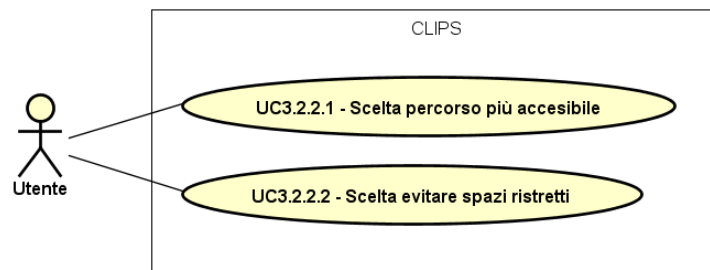 CLIPS
UC3.2.2.1 - Scelta percorso più accesibile
UC3.2.2.2 - Scelta evitare spazi ristretti
Utente